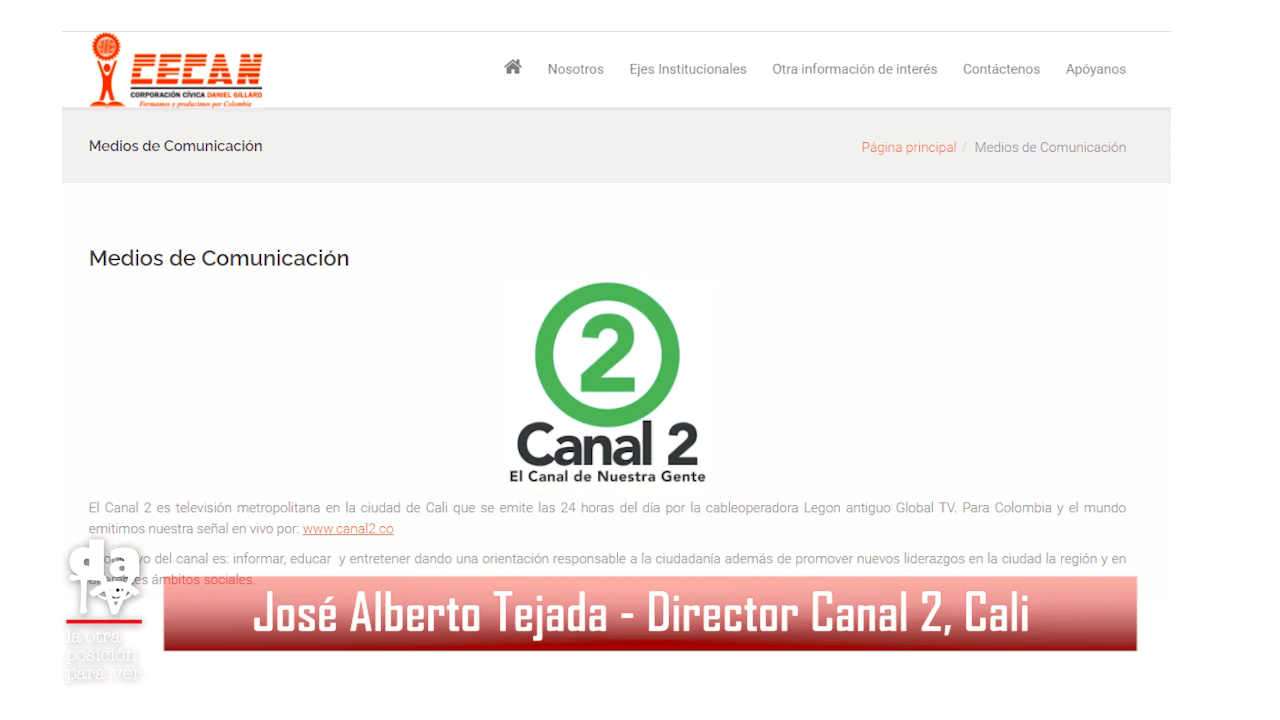 CECAN
CORPORACIÓN CÍVICA DANIEL GILLARD
Formamos y producimos por Colombia
Nosotros Ejes Institucionales Otra información de interés Contáctenos Apóyanos
Medios de Comunicación
Página principal / Medios de Comunicación
Medios de Comunicación
2
Canal 2
El Canal de Nuestra Gente
El Canal 2 es televisión metropolitana en la ciudad de Cali que se emite las 24 horas del día por la cableoperadora Legon antiguo Global TV. Para Colombia y el mundo
emitimos nuestra señal en vivo por: www.canal2.co
del canal es: informar, educar y entretener dando una orientación responsable a la ciudadanía además de promover nuevos liderazgos en la ciudad la región y en
ámbitos sociales.
José Alberto Tejada - Director Canal 2, Cali
da
tv
la otra
posición
para ver